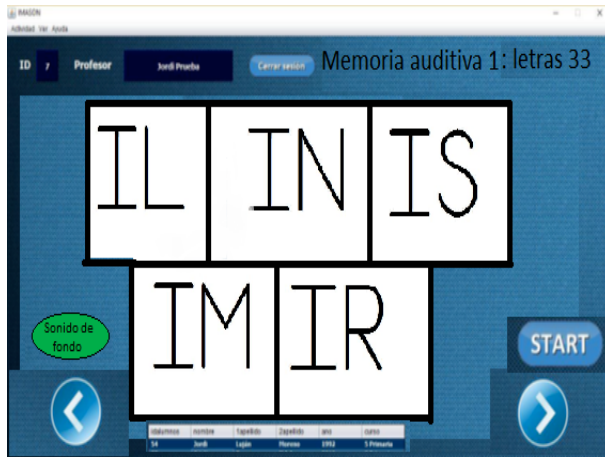 IMASON
Actividad Ver Ayuda
ID 7 Profesor Jordi Prueba Cerrar sesion Memoria auditiva 1: letras 33
IL IN IS
IM IR
Sonido de
fondo
START
idalumnos nombre 1apellido 2apellido ano curso
54 Jordi Luján Moreno 1992 5 Primaria